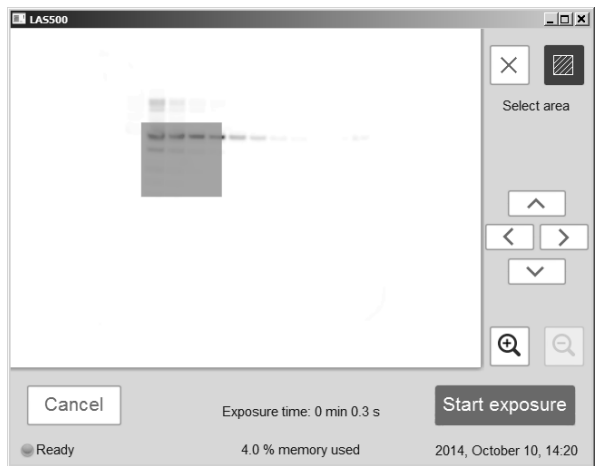 LAS500
Select area
Cancel
Exposure time: 0 min 0.3 s
Start exposure
Ready
4.0 % memory used
2014, October 10, 14:20